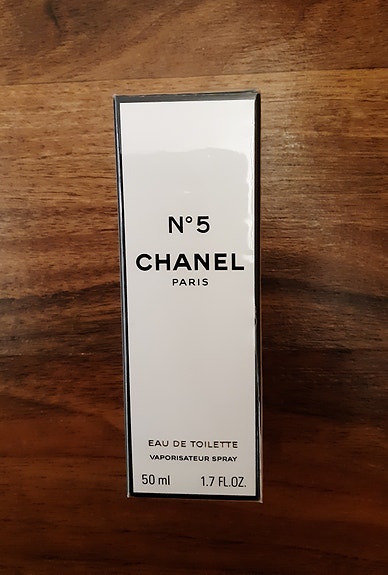 N°5
CHANEL
PARIS
EAU DE TOILETTE
VAPORISATEUR SPRAY
50 ml 1.7 FL.OZ.